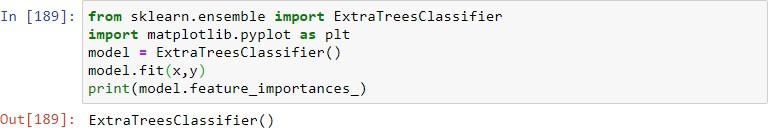 In [189]: from sklearn.ensemble import ExtraTreesClassifier
import matplotlib.pyplot as plt
model = ExtraTreesClassifier()
model.fit(x,y)
print(model.feature_importances_)
Out[189]: ExtraTreesClassifier()